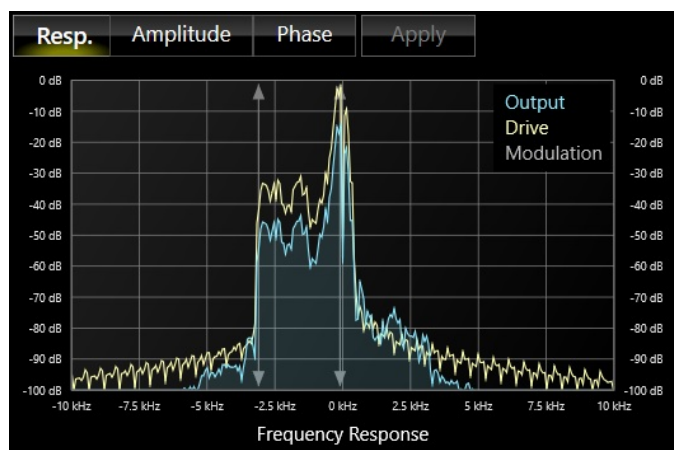 Resp. Amplitude Phase Apply
0 dB 0 dB
Output
-10 dB -10 dB
Drive
-20 dB -20 dB
Modulation
-30 dB -30 dB
-40 dB -40 dB
-50 dB -50 dB
-60 dB -60 dB
-70 dB -70 dB
-80 dB -80 dB
-90 dB -90 dB
-100 dB -100 dB
-10 kHz -7.5 kHz -5 kHz -2.5 kHz 0 kHz 2.5 kHz 5 kHz 7.5 kHz 10 kHz
Frequency Response